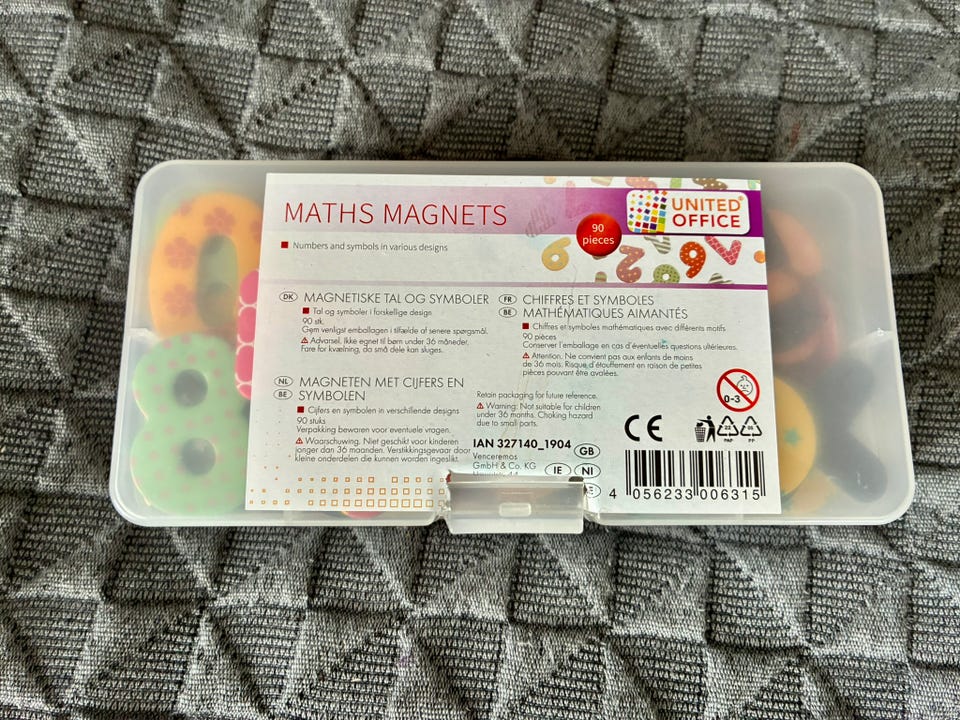 MATHS MAGNETS
Numbers and symbols in various designs
90
pieces
UNITED
OFFICE
DK MAGNETISKE TAL OG SYMBOLER
Tal og symboler i forskellige design
90 stk.
Gem venligst emballagen i tilfælde af senere spørgsmål.
Advarsel. Ikke egnet til børn under 36 måneder.
Fare for kvælning, da små dele kan sluges.
FR CHIFFRES ET SYMBOLES
BE MATHÉMATIQUES AIMANTÉS
Chiffres et symboles mathématiques avec différents motifs
90 pièces
Conserver l'emballage en cas d'éventuelles questions ultérieures.
Attention. Ne convient pas aux enfants de moins
de 36 mois. Risque d'étouffement en raison de petites
pièces pouvant être avalées.
NL MAGNETEN MET CIJFERS EN
BE SYMBOLEN
Cijfers en symbolen in verschillende designs
90 stuks
Verpakking bewaren voor eventuele vragen.
Waarschuwing. Niet geschikt voor kinderen
jonger dan 36 maanden. Verstikkingsgevaar door
kleine onderdelen die kunnen worden ingeslikt.
Retain packaging for future reference.
Warning: Not suitable for children
under 36 months. Choking hazard
due to small parts.
IAN 327140_1904
Venceremos
GmbH & Co. KG
GB
IE NI
0-3
CE
22
PAP
PP
4 056233 006315